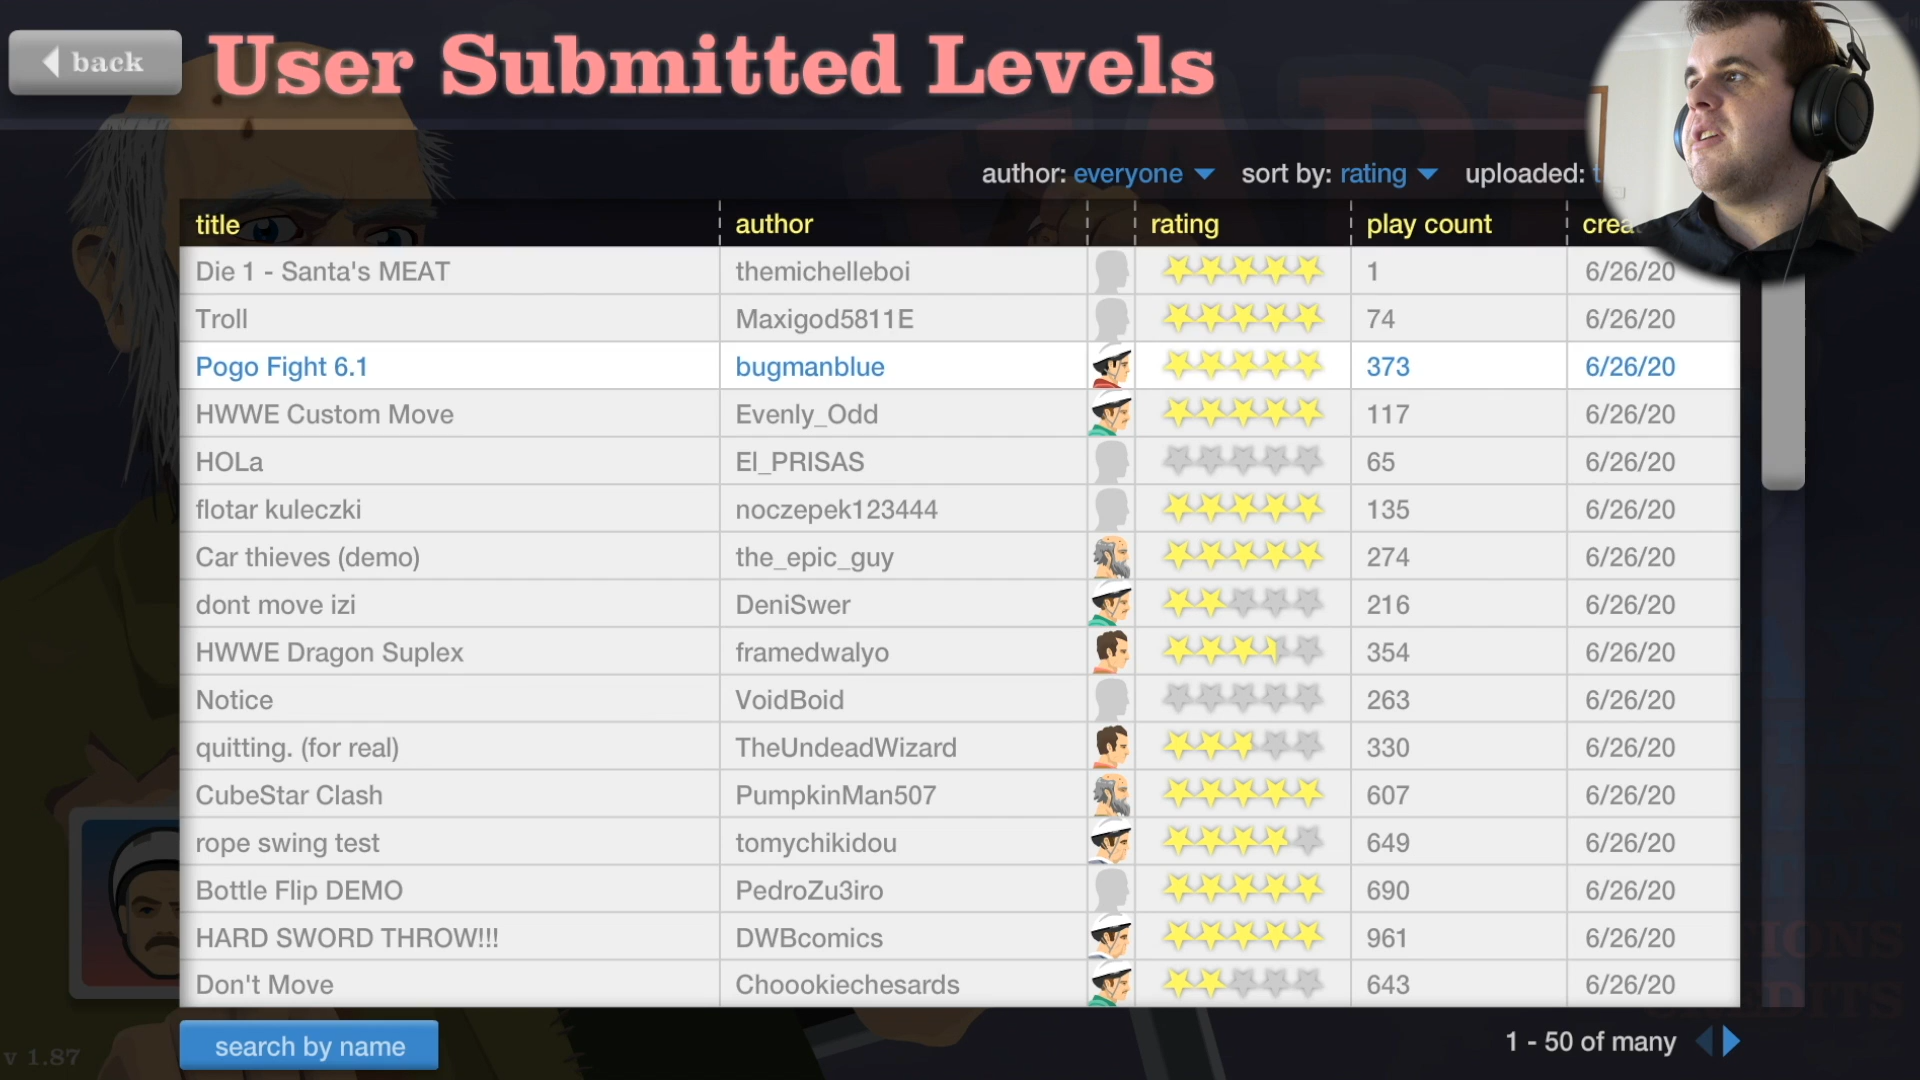 back
User Submitted Levels
author: everyone sort by: rating uploaded:
title author rating play count
Die 1 - Santa's MEAT themichelleboi 1 6/26/20
Troll Maxigod5811E 74 6/26/20
Pogo Fight 6.1 bugmanblue 373 6/26/20
HWWE Custom Move Evenly_Odd 117 6/26/20
HOLa El_PRISAS 65 6/26/20
flotar kuleczki noczepek123444 135 6/26/20
Car thieves (demo) the_epic_guy 274 6/26/20
dont move izi DeniSwer 216 6/26/20
HWWE Dragon Suplex framedwalyo 354 6/26/20
Notice VoidBoid 263 6/26/20
quitting. (for real) TheUndeadWizard 330 6/26/20
CubeStar Clash PumpkinMan507 607 6/26/20
rope swing test tomychikidou 649 6/26/20
Bottle Flip DEMO PedroZu3iro 690 6/26/20
HARD SWORD THROW!!! DWBcomics 961 6/26/20
Don't Move Choookiechesards 643 6/26/20
search by name 1 - 50 of many
v 1.87